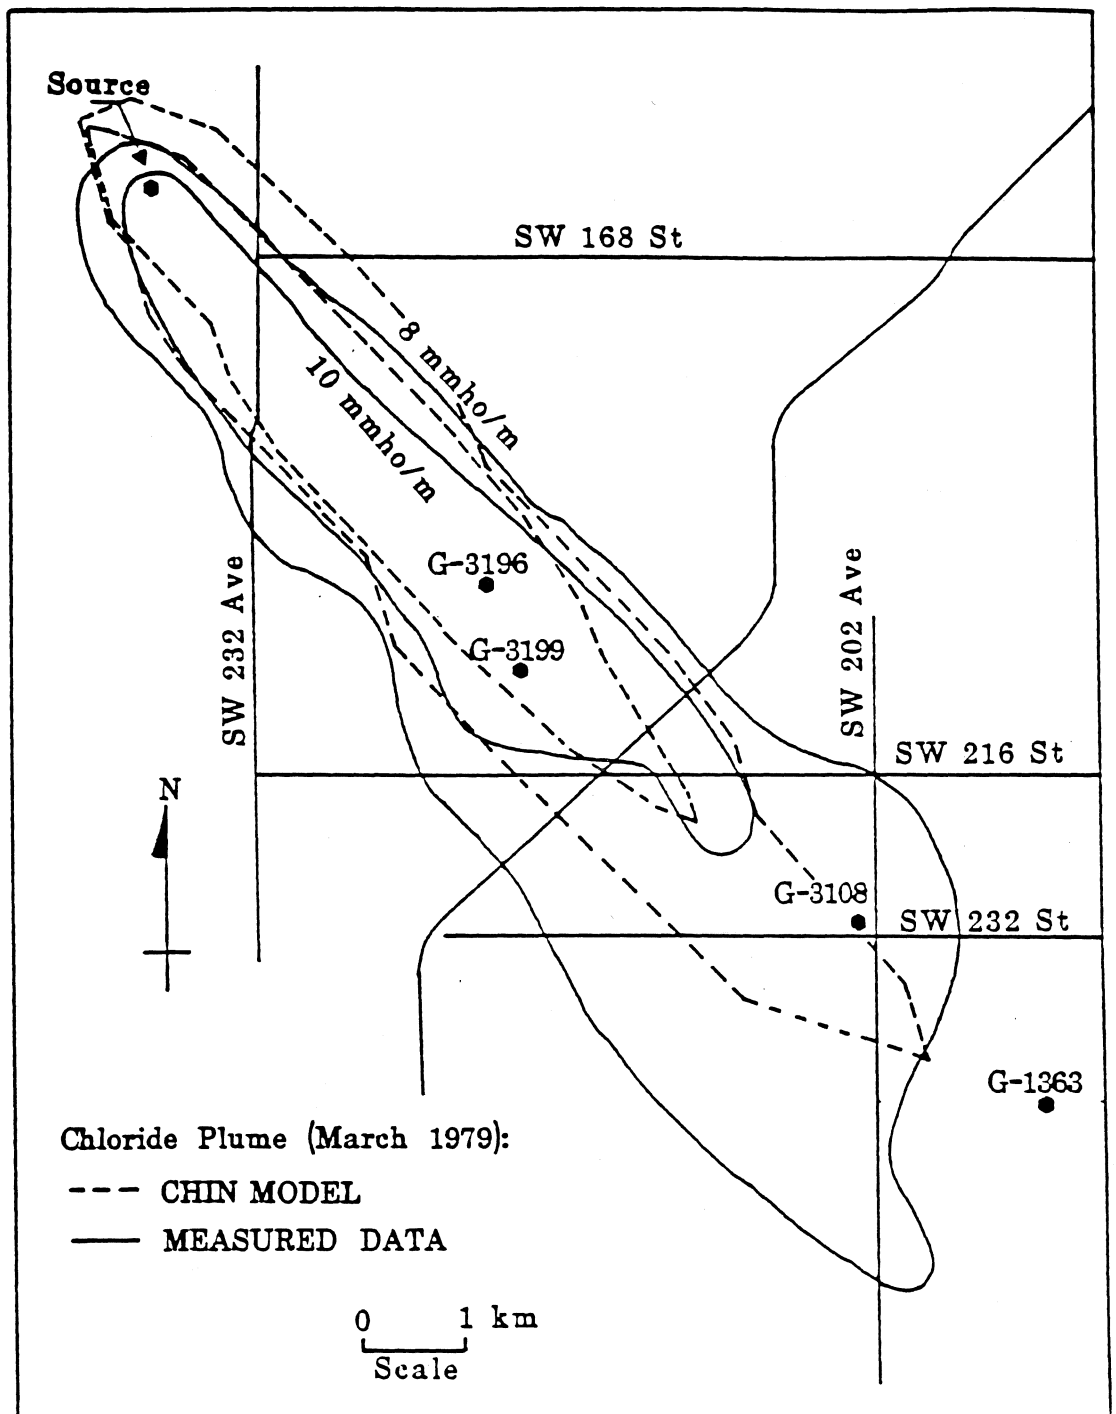 Source
SW 168 St
8 mmho/m
10 mmho/m
G-3196
SW 232 Ave
G-3199
SW 202 Ave
SW 216 St
N
G-3108
SW 232 St
G-1363
Chloride Plume (March 1979):
--- CHIN MODEL
— MEASURED DATA
0 1 km
Scale